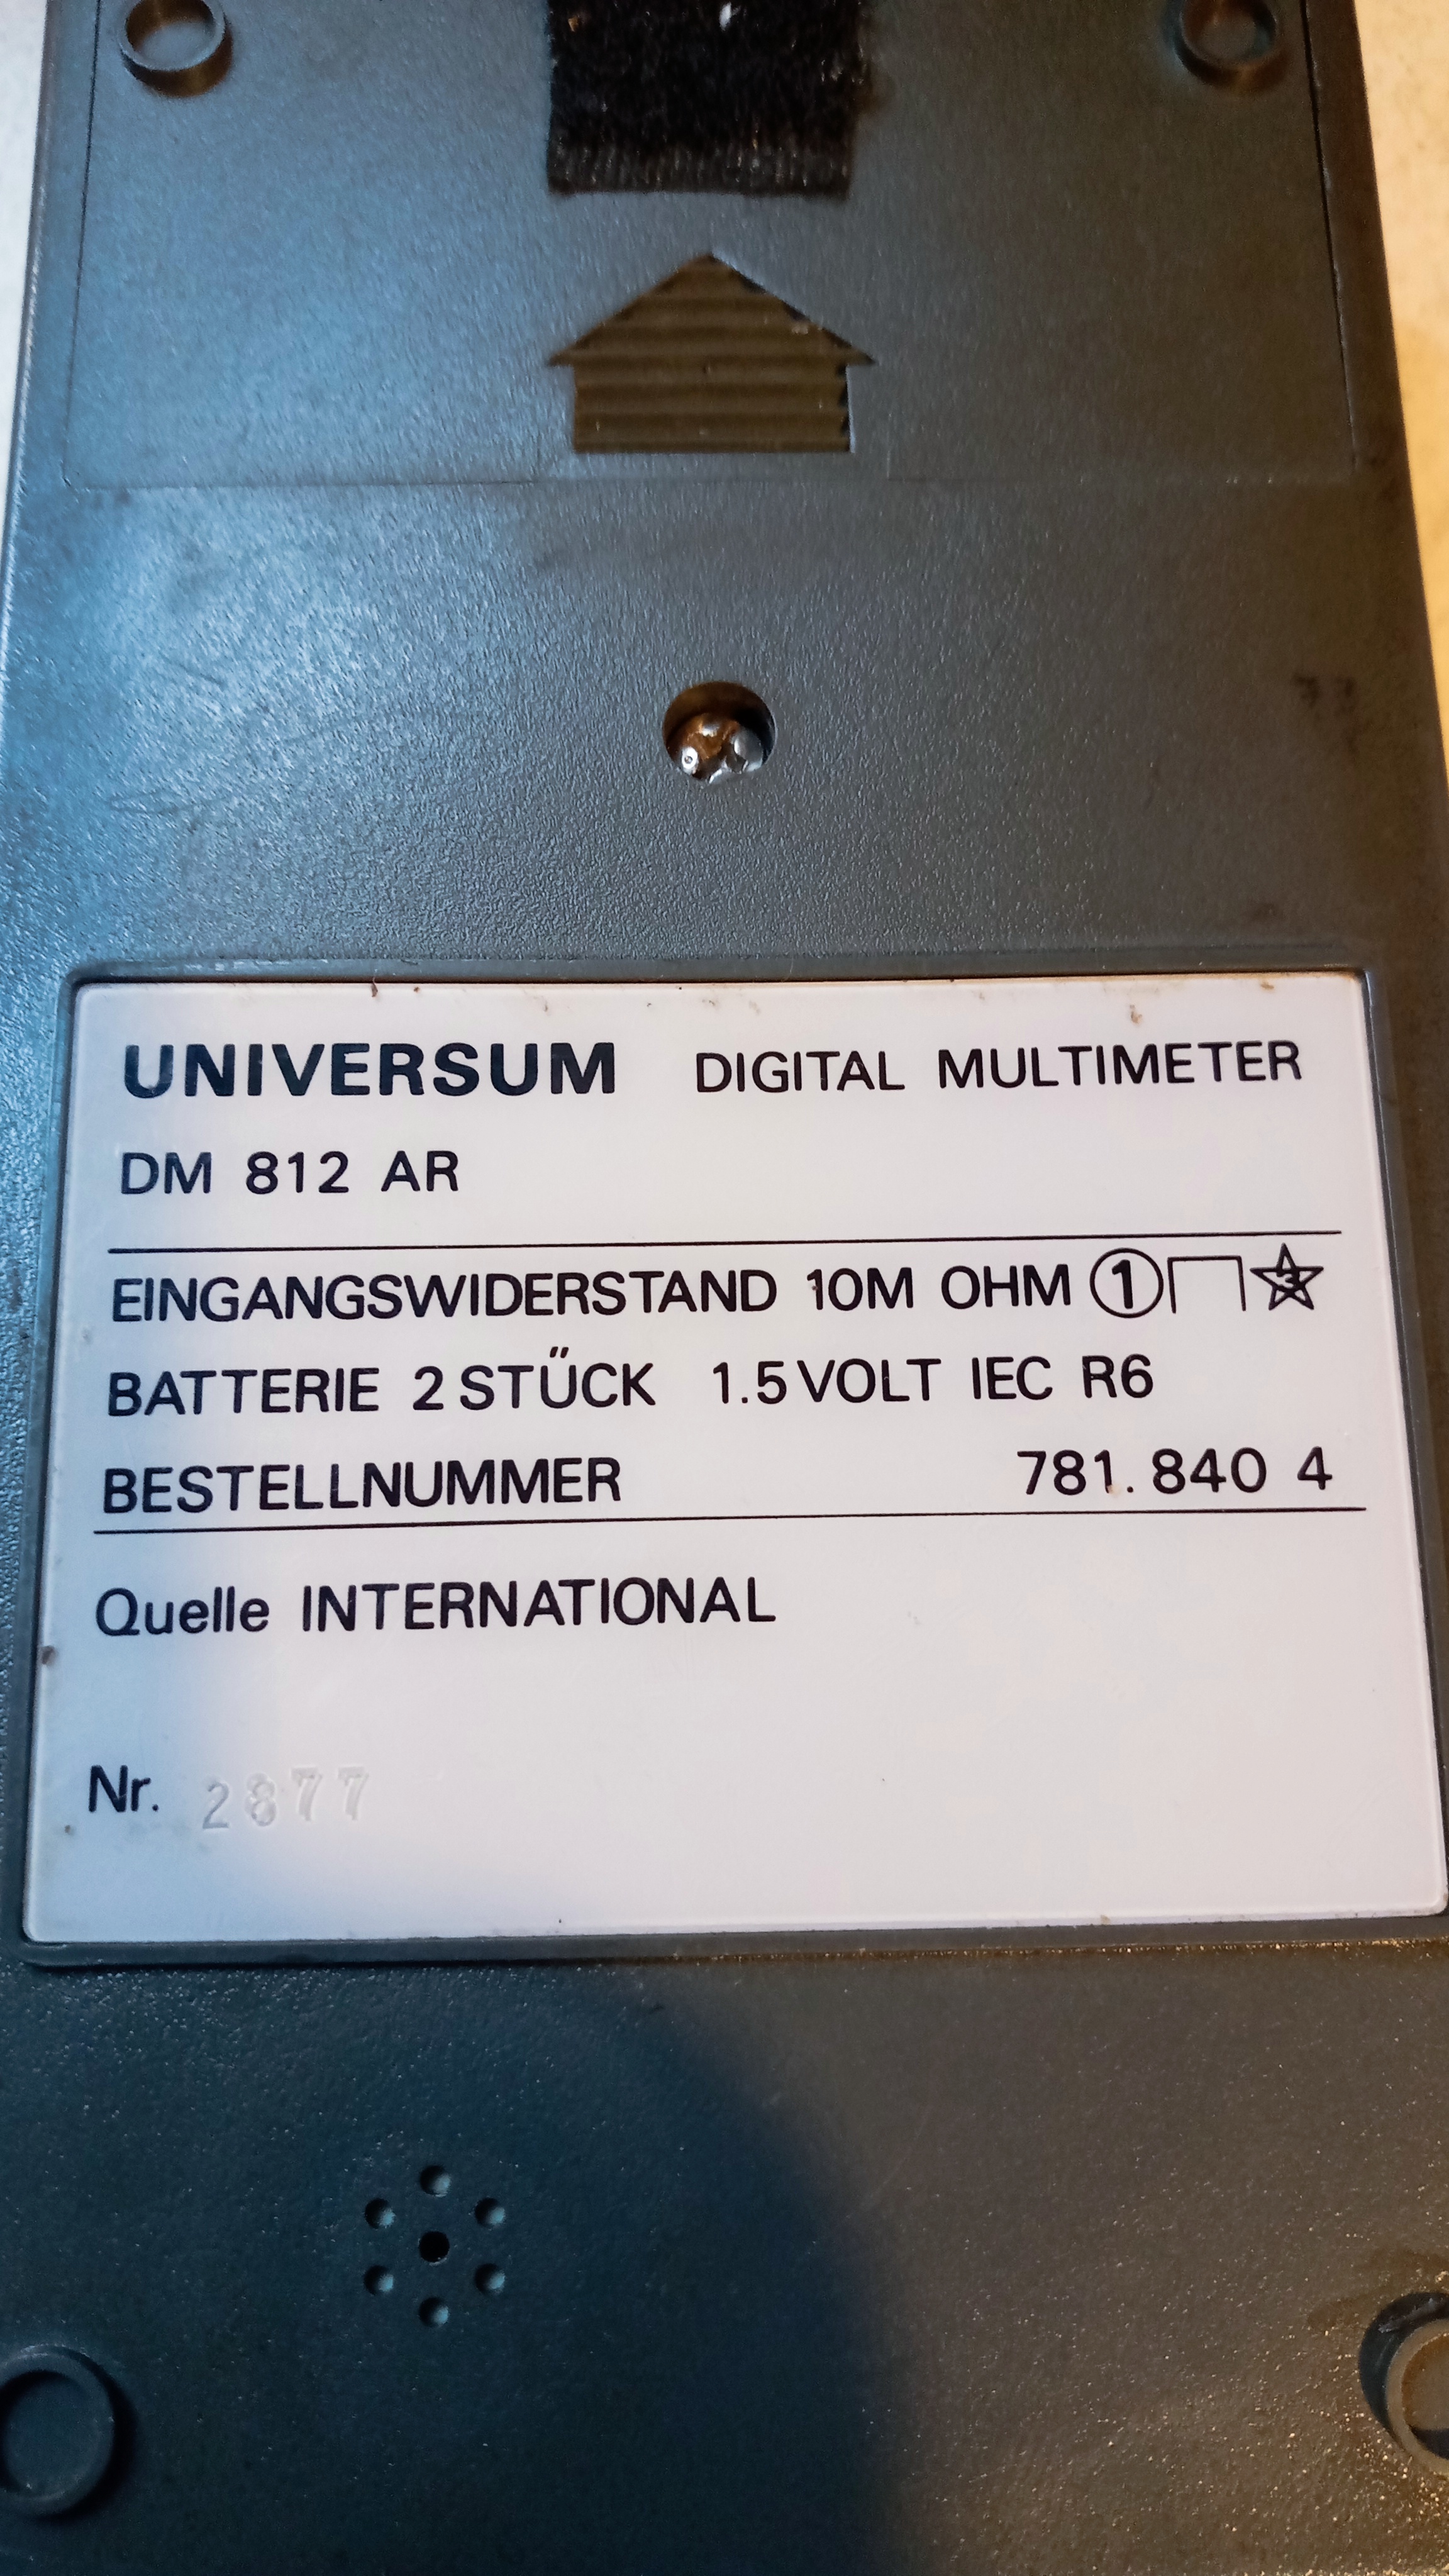 UNIVERSUM DIGITAL MULTIMETER
DM 812 AR
EINGANGSWIDERSTAND 10M OHM 1 3
BATTERIE 2 STÜCK 1.5 VOLT IEC R6
BESTELLNUMMER 781.840 4
Quelle INTERNATIONAL
Nr. 2877